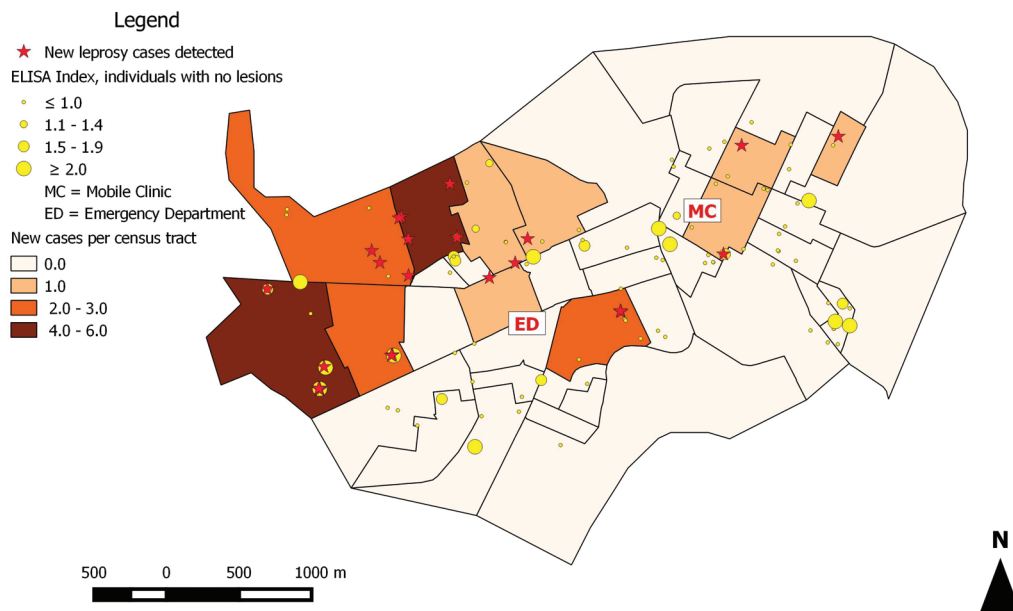 Legend
New leprosy cases detected
ELISA Index, individuals with no lesions
≤ 1.0
1.1 - 1.4
1.5 - 1.9
≥ 2.0
MC = Mobile Clinic
ED = Emergency Department
New cases per census tract
0.0
1.0
2.0 - 3.0
4.0 - 6.0
MC
ED
500 0 500 1000 m
N